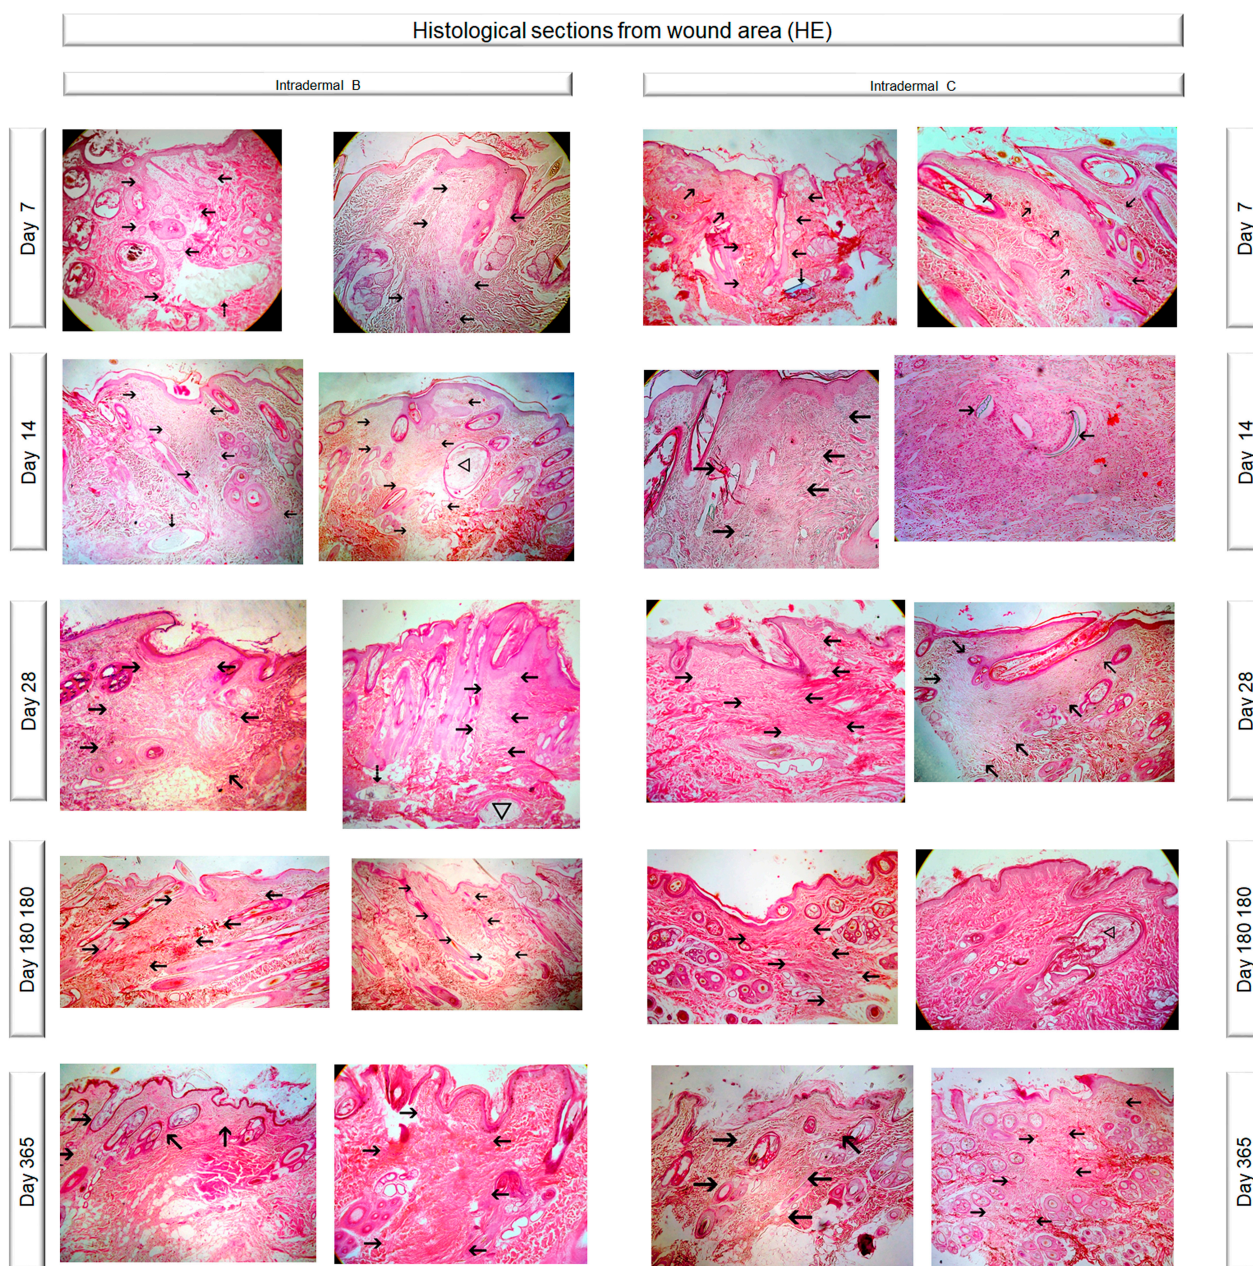 Histological sections from wound area (HE)
Intradermal B
Intradermal C
Day 7
Day 7
Day 14
Day 14
Day 28
Day 28
Day 180 180
Day 180 180
Day 365
Day 365